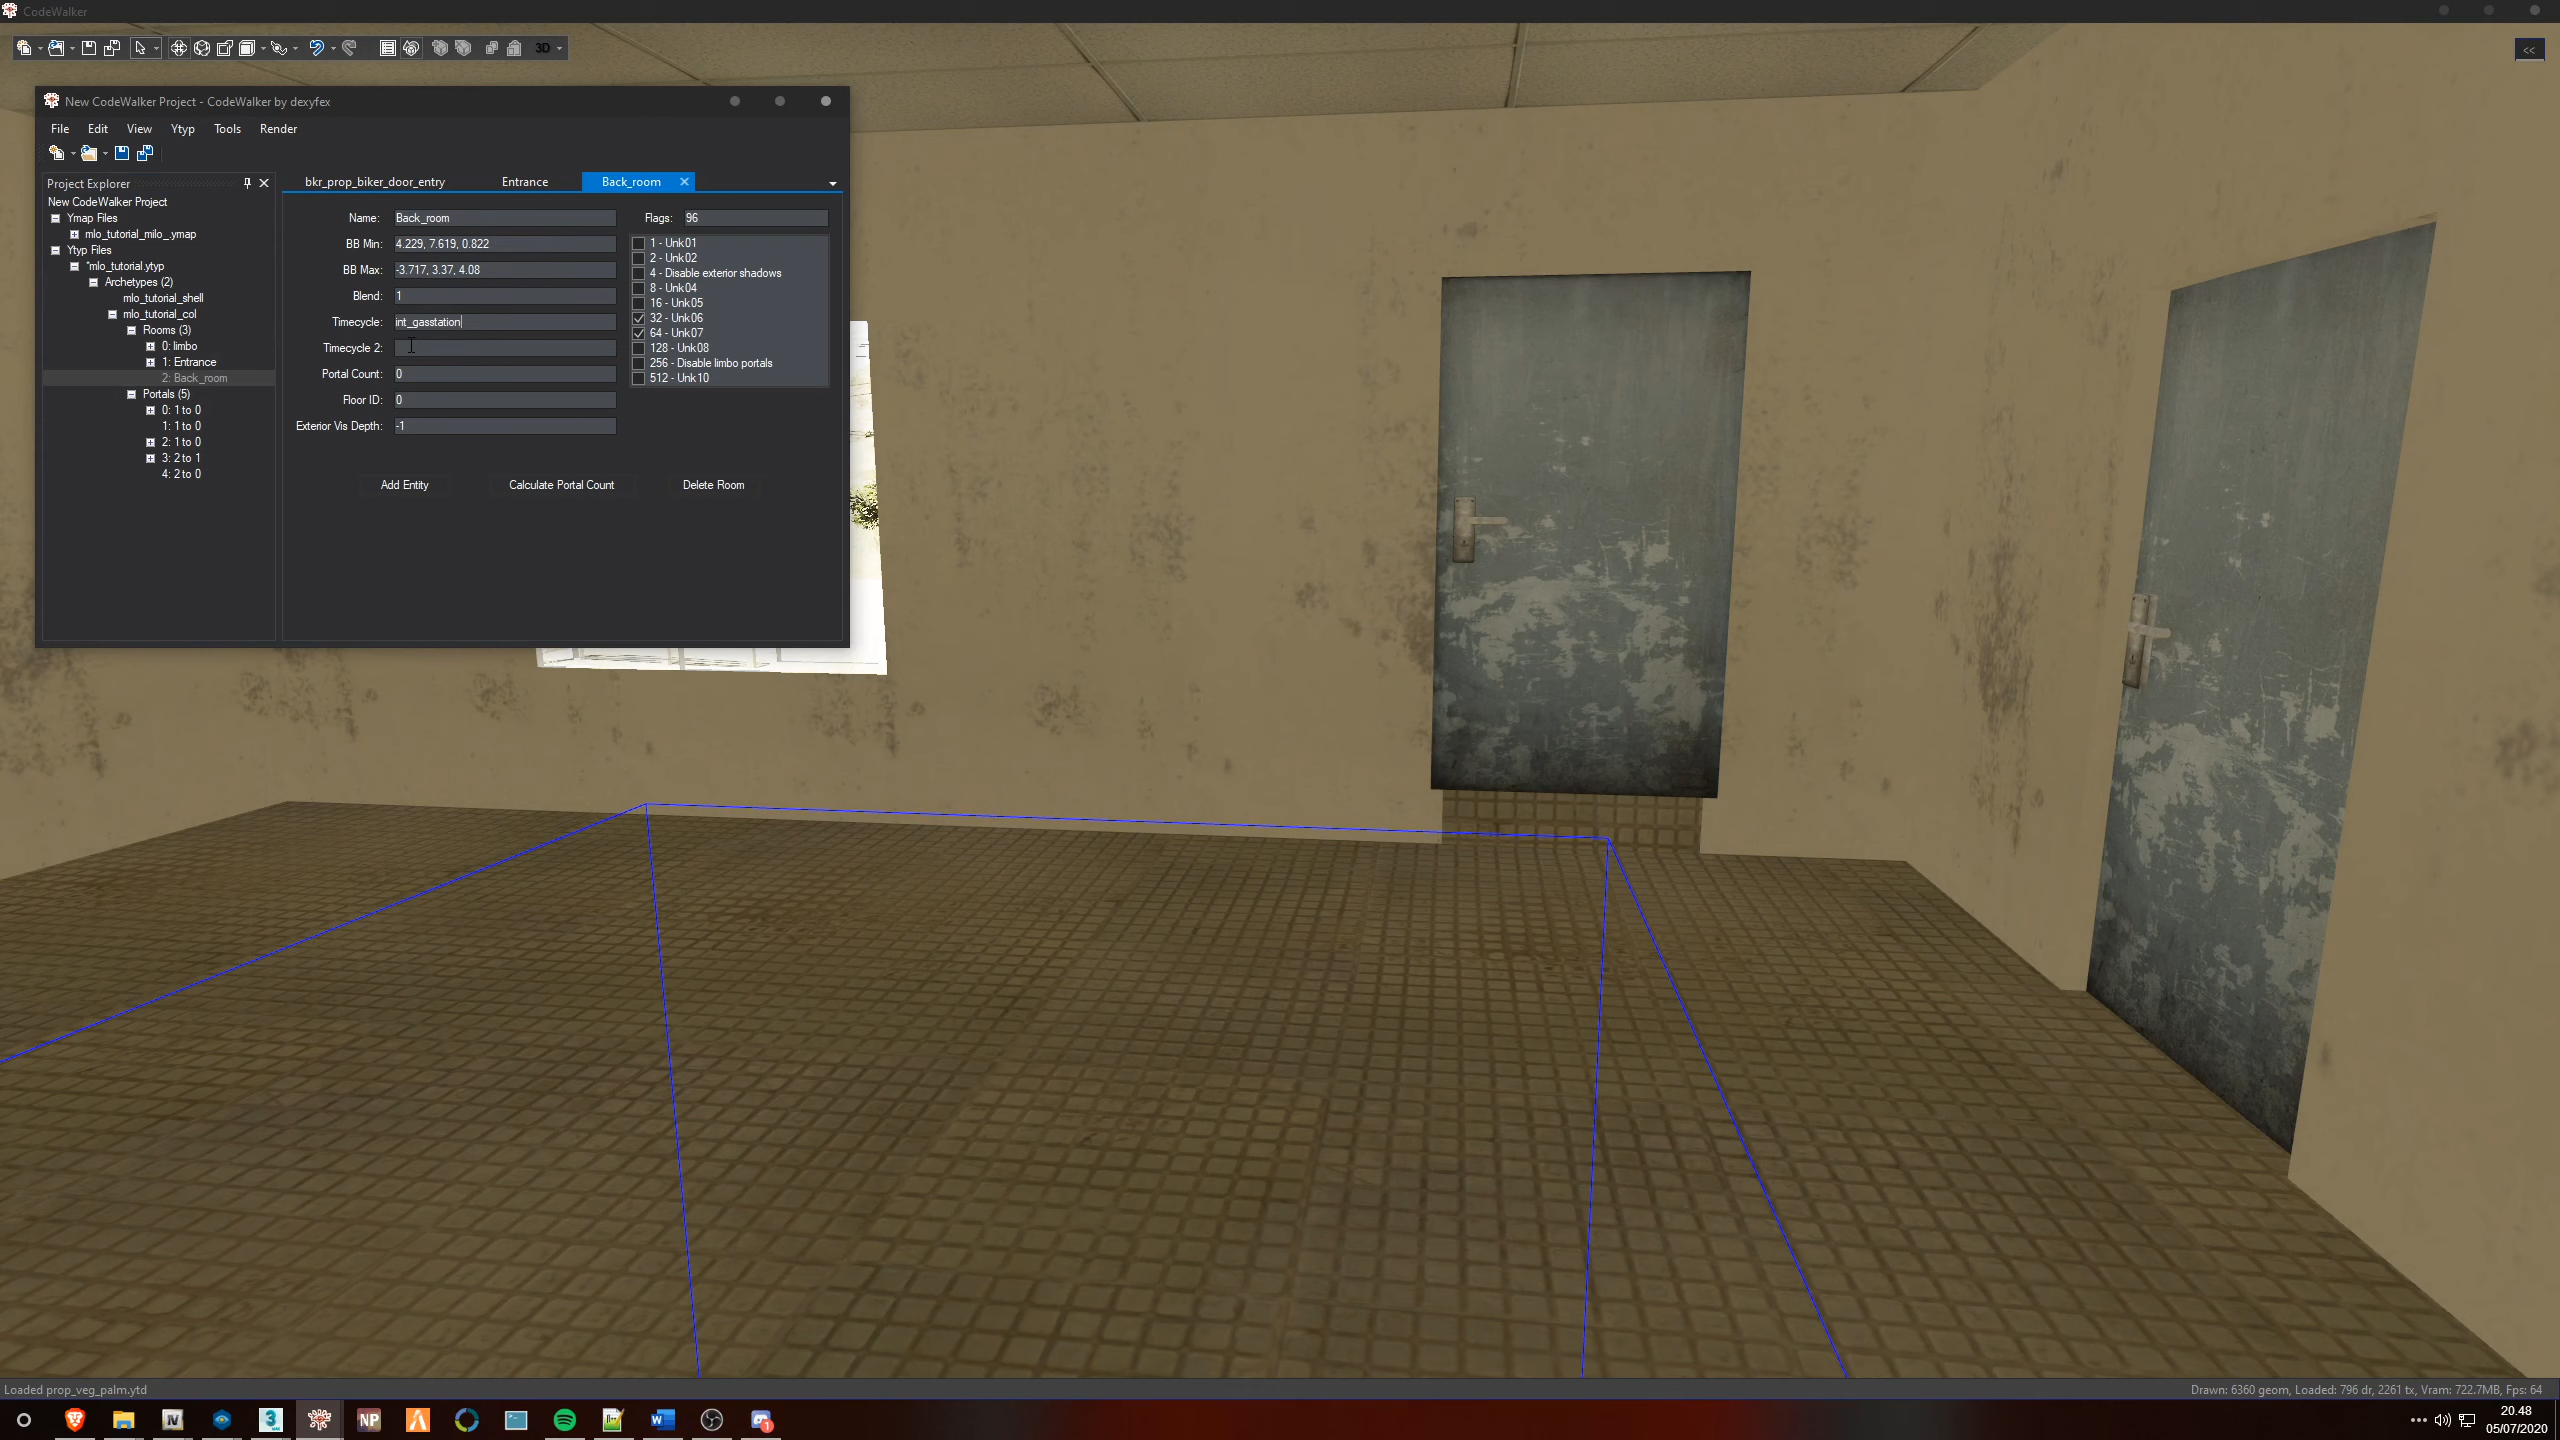 CodeWalker
3D
<<
New CodeWalker Project - CodeWalker by dexyfex
File Edit View Ytyp Tools Render
Project Explorer
New CodeWalker Project
Ymap Files
mlo_tutorial_milo_.ymap
Ytyp Files
*mlo_tutorial.ytyp
Archetypes (2)
mlo_tutorial_shell
mlo_tutorial_col
Rooms (3)
0: limbo
1: Entrance
2: Back_room
Portals (5)
0: 1 to 0
1: 1 to 0
2: 1 to 0
3: 2 to 1
4: 2 to 0
bkr_prop_biker_door_entry Entrance Back_room
Name: Back_room
BB Min: 4.229, 7.619, 0.822
BB Max: -3.717, 3.37, 4.08
Blend: 1
Timecycle: int_gasstation
Timecycle 2:
Portal Count: 0
Floor ID: 0
Exterior Vis Depth: -1
Flags: 96
1 - Unk01
2 - Unk02
4 - Disable exterior shadows
8 - Unk04
16 - Unk05
32 - Unk06
64 - Unk07
128 - Unk08
256 - Disable limbo portals
512 - Unk10
Add Entity Calculate Portal Count Delete Room
Loaded prop_veg_palm.ytd
Drawn: 6360 geom, Loaded: 796 dr, 2261 tx, Vram: 722.7MB, Fps: 64
3
NP
1
20.48
05/07/2020